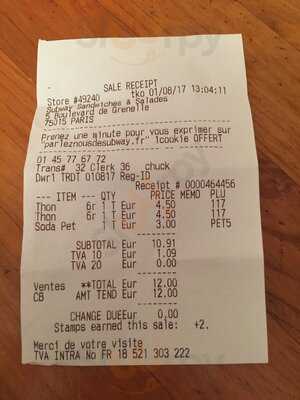 SALE RECEIPT
Store #49240 tko 01/08/17 13:04:11
Subway Sandwiches & Salades
5 Boulevard de Grenelle
75015 PARIS
Prenez une minute pour vous exprimer sur
"parleznousdesubway.fr" 1cookie OFFERT
01 45 77 67 72
Trans# 32 Clerk 36 chuck
Dwr1 TRDT 010817 Reg-ID
Receipt # 0000464456
--- ITEM --- QTY PRICE MEMO PLU
Thon 6r 1 T Eur 4.50 117
Thon 6r 1 T Eur 4.50 117
Soda Pet 1 T Eur 3.00 PET5
SUBTOTAL Eur 10.91
TVA 10 Eur 1.09
TVA 20 Eur 0.00
Ventes **TOTAL Eur 12.00
CB AMT TEND Eur 12.00
CHANGE DUEEur 0.00
Stamps earned this sale: +2.
Merci de votre visite
TVA INTRA No FR 18 521 303 222